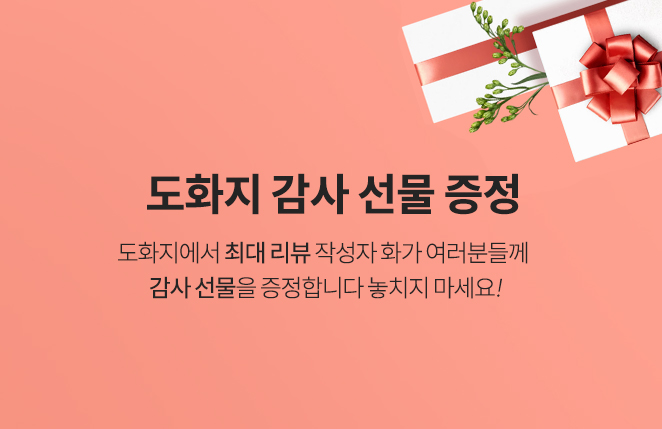 도화지 감사 선물 증정
도화지에서 최대 리뷰 작성자 화가 여러분들께
감사 선물을 증정합니다 놓치지 마세요!